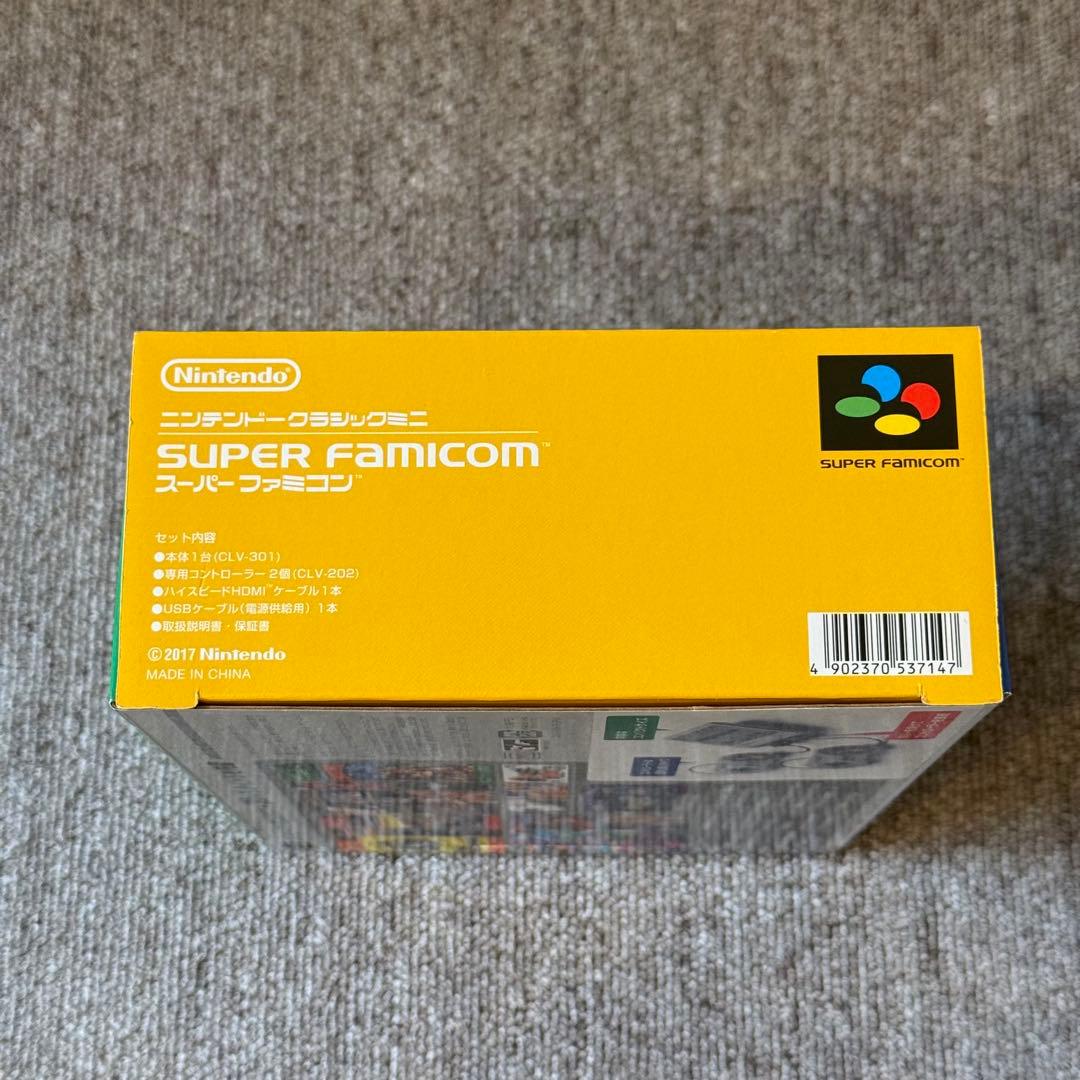 Nintendo
ニンテンドークラシックミニ
SUPER FAMICOM™
スーパーファミコン™
SUPER FAMICOM™
セット内容
●本体1台(CLV-301)
●専用コントローラー 2個(CLV-202)
●ハイスピードHDMI™ケーブル1本
●USBケーブル(電源供給用) 1本
●取扱説明書・保証書
© 2017 Nintendo
MADE IN CHINA
4 902370 537147